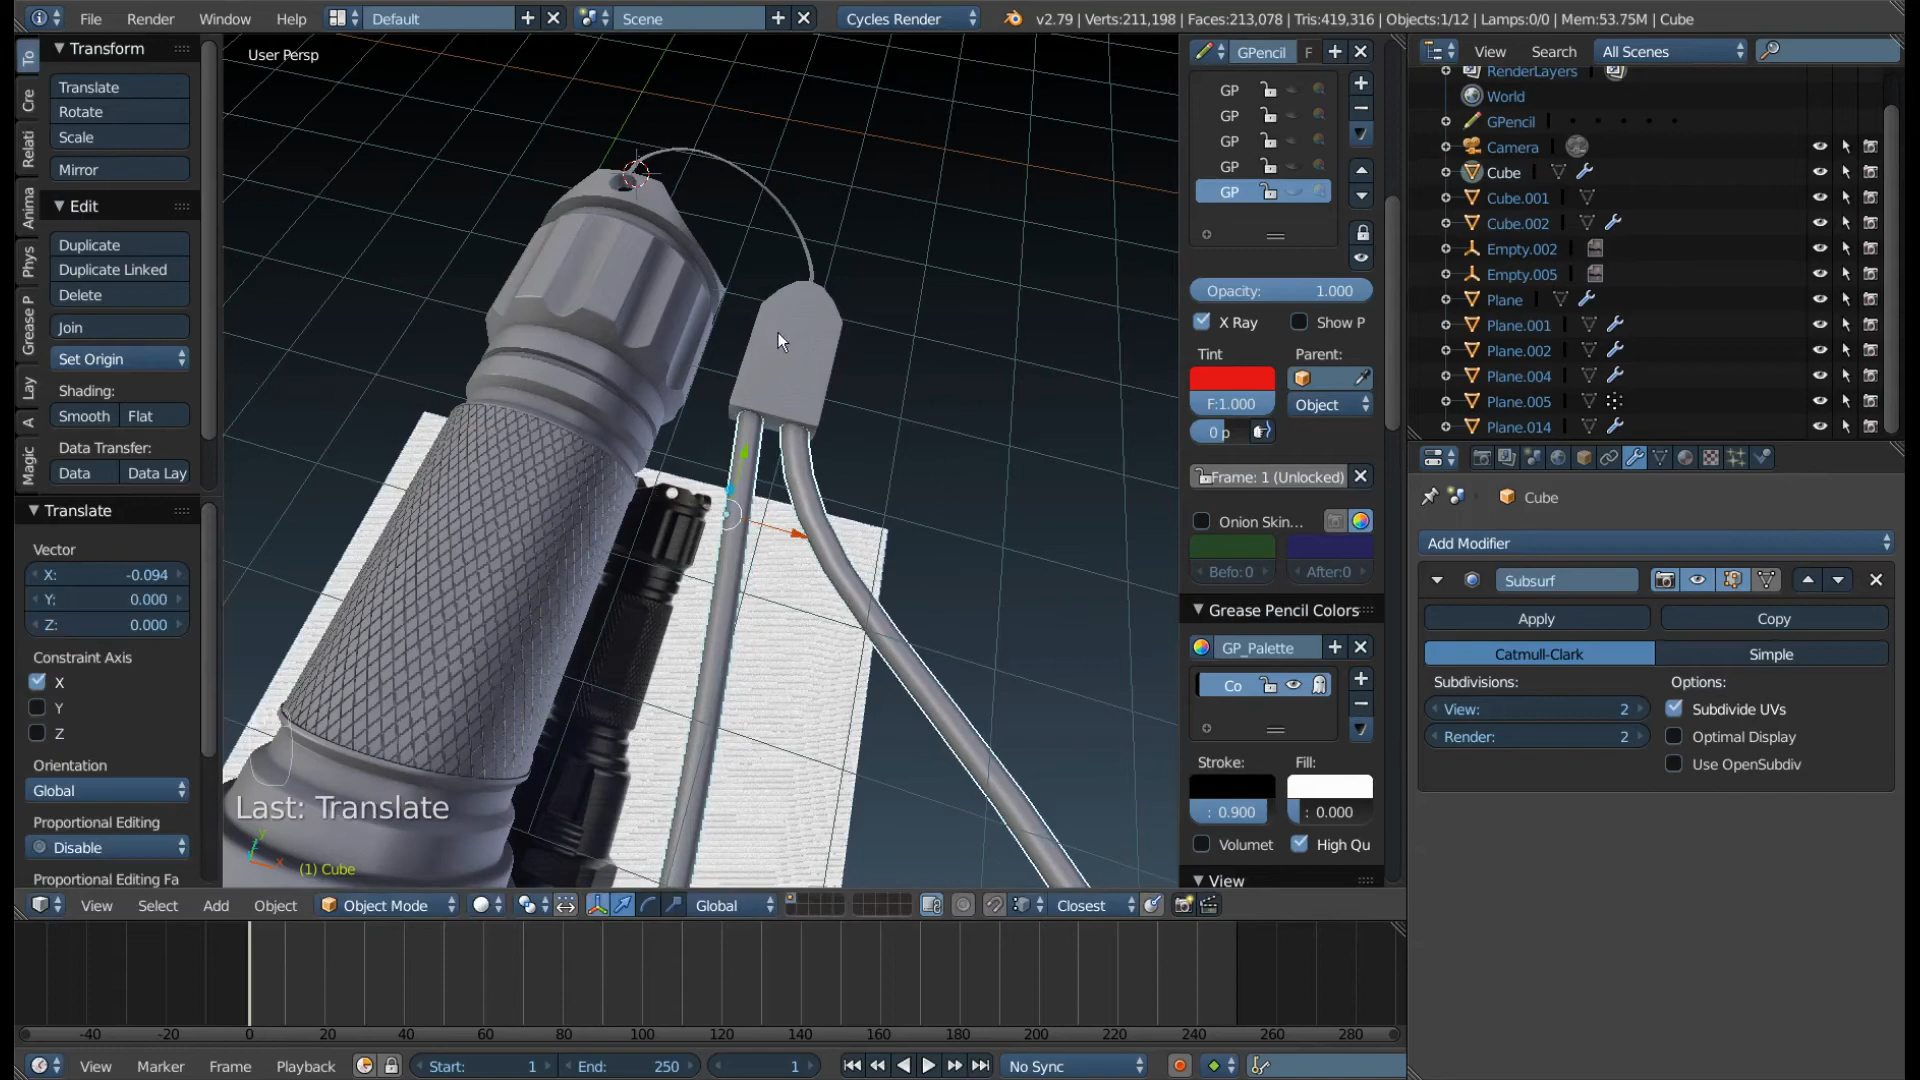 File Render Window Help Default Scene Cycles Render v2.79 | Verts:211,198 | Faces:213,078 | Tris:419,316 | Objects:1/12 | Lamps:0/0 | Mem:53.75M | Cube
Transform
Translate
Rotate
Scale
Mirror
Edit
Duplicate
Duplicate Linked
Delete
Join
Set Origin
Shading:
Smooth Flat
Data Transfer:
Data Data Lay
To
Cre
Relati
Anima
Phys
Grease P
Lay
A
Magic
Translate
Vector
X: -0.094
Y: 0.000
Z: 0.000
Constraint Axis
X
Y
Z
Orientation
Global
Proportional Editing
Disable
Proportional Editing Fa
User Persp
Last: Translate
(1) Cube
y
x
GPencil F
GP
GP
GP
GP
GP
Opacity: 1.000
X Ray Show P
Tint Parent:
F:1.000 Object
0 p
Frame: 1 (Unlocked)
Onion Skin...
Befo: 0 After: 0
Grease Pencil Colors
GP_Palette
Co
Stroke: Fill:
: 0.900 : 0.000
Volumet High Qu
View
View Search All Scenes
RenderLayers
World
GPencil
Camera
Cube
Cube.001
Cube.002
Empty.002
Empty.005
Plane
Plane.001
Plane.002
Plane.004
Plane.005
Plane.014
Cube
Add Modifier
Subsurf
Apply Copy
Catmull-Clark Simple
Subdivisions: Options:
View: 2 Subdivide UVs
Render: 2 Optimal Display
Use OpenSubdiv
View Select Add Object Object Mode Global Closest
-40 -20 0 20 40 60 80 100 120 140 160 180 200 220 240 260 280
View Marker Frame Playback Start: 1 End: 250 1 No Sync